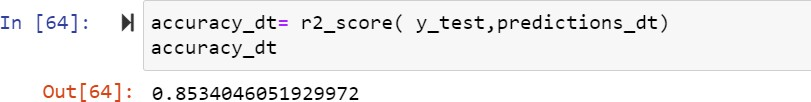 In [64]: accuracy_dt= r2_score( y_test,predictions_dt)
accuracy_dt
Out[64]: 0.8534046051929972